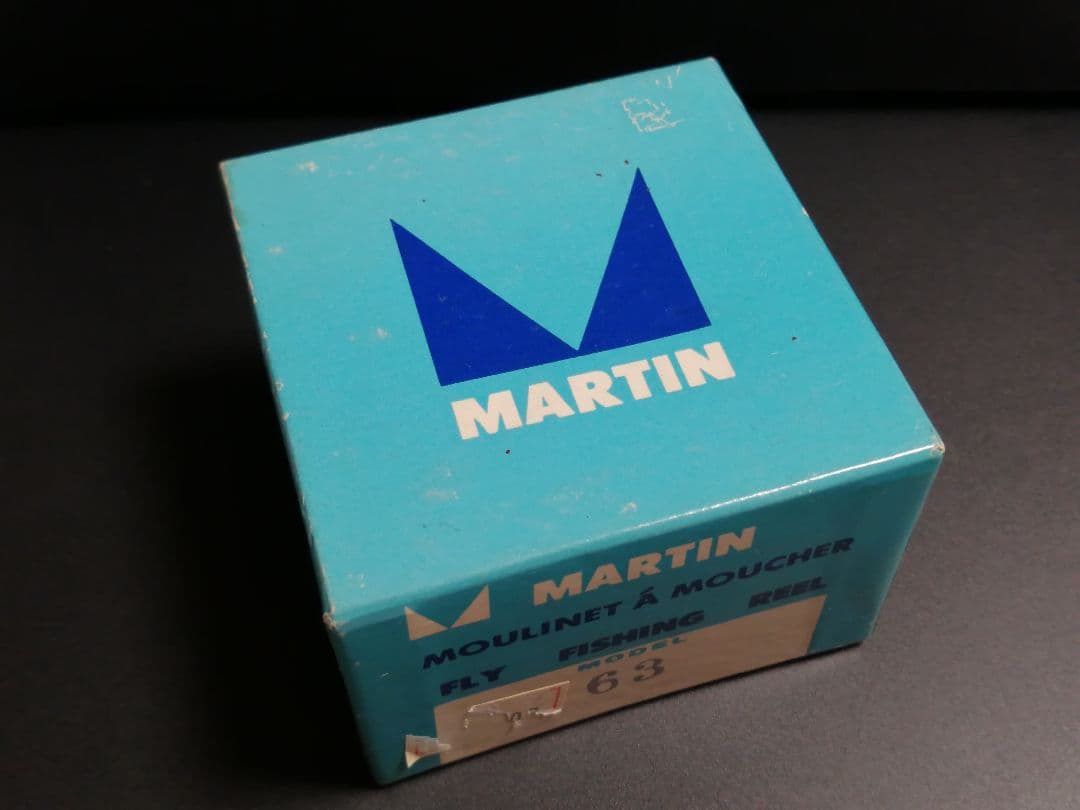 MARTIN
MARTIN
MOULINET Á MOUCHER
FLY FISHING REEL
MODEL
63